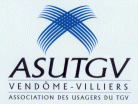 ASUTGV
VENDÔME-VILLIERS
ASSOCIATION DES USAGERS DU TGV